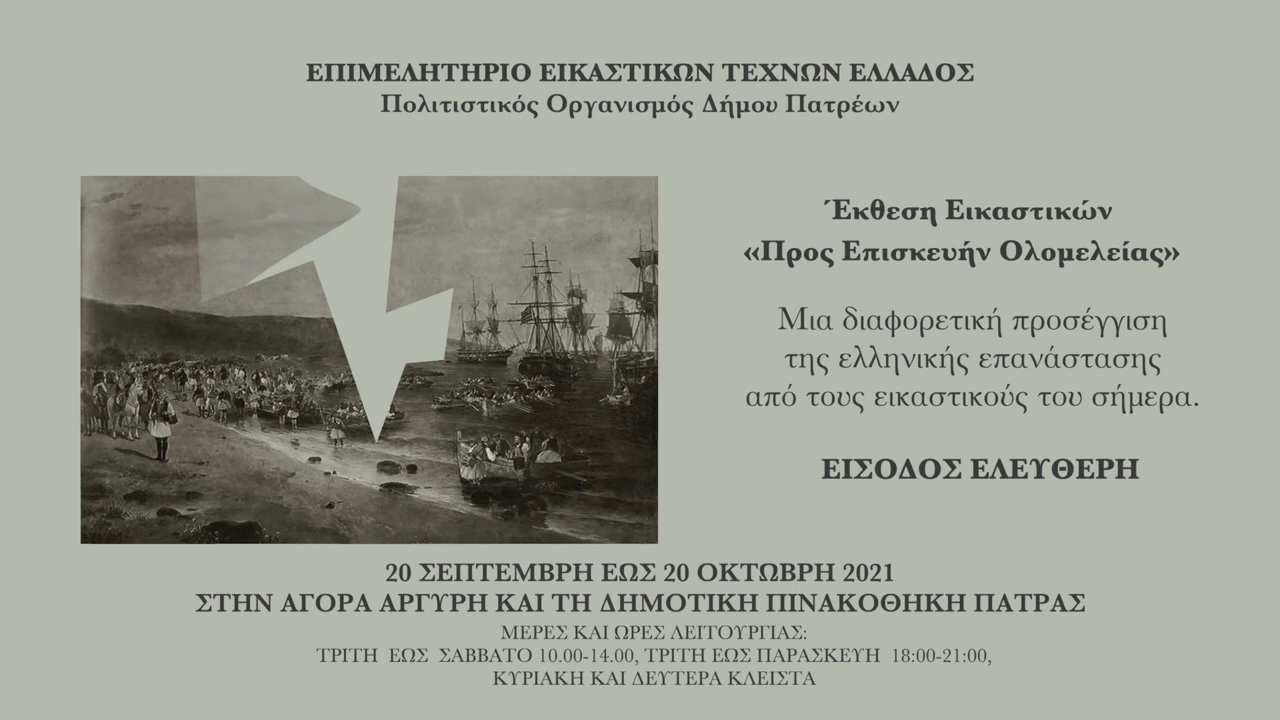 ΕΠΙΜΕΛΗΤΗΡΙΟ ΕΙΚΑΣΤΙΚΩΝ ΤΕΧΝΩΝ ΕΛΛΑΔΟΣ
Πολιτιστικός Οργανισμός Δήμου Πατρέων
Έκθεση Εικαστικών
«Προς Επισκευήν Ολομελείας»
Μια διαφορετική προσέγγιση
της ελληνικής επανάστασης
από τους εικαστικούς του σήμερα.
ΕΙΣΟΔΟΣ ΕΛΕΥΘΕΡΗ
20 ΣΕΠΤΕΜΒΡΗ ΕΩΣ 20 ΟΚΤΩΒΡΗ 2021
ΣΤΗΝ ΑΓΟΡΑ ΑΡΓΥΡΗ ΚΑΙ ΤΗ ΔΗΜΟΤΙΚΗ ΠΙΝΑΚΟΘΗΚΗ ΠΑΤΡΑΣ
ΜΕΡΕΣ ΚΑΙ ΩΡΕΣ ΛΕΙΤΟΥΡΓΙΑΣ:
ΤΡΙΤΗ ΕΩΣ ΣΑΒΒΑΤΟ 10.00-14.00, ΤΡΙΤΗ ΕΩΣ ΠΑΡΑΣΚΕΥΗ 18:00-21:00,
ΚΥΡΙΑΚΗ ΚΑΙ ΔΕΥΤΕΡΑ ΚΛΕΙΣΤΑ